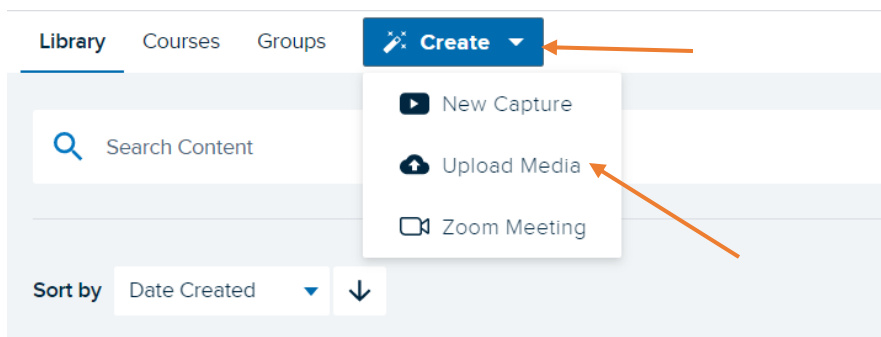 Library Courses Groups Create
New Capture
Search Content
Upload Media
Zoom Meeting
Sort by Date Created